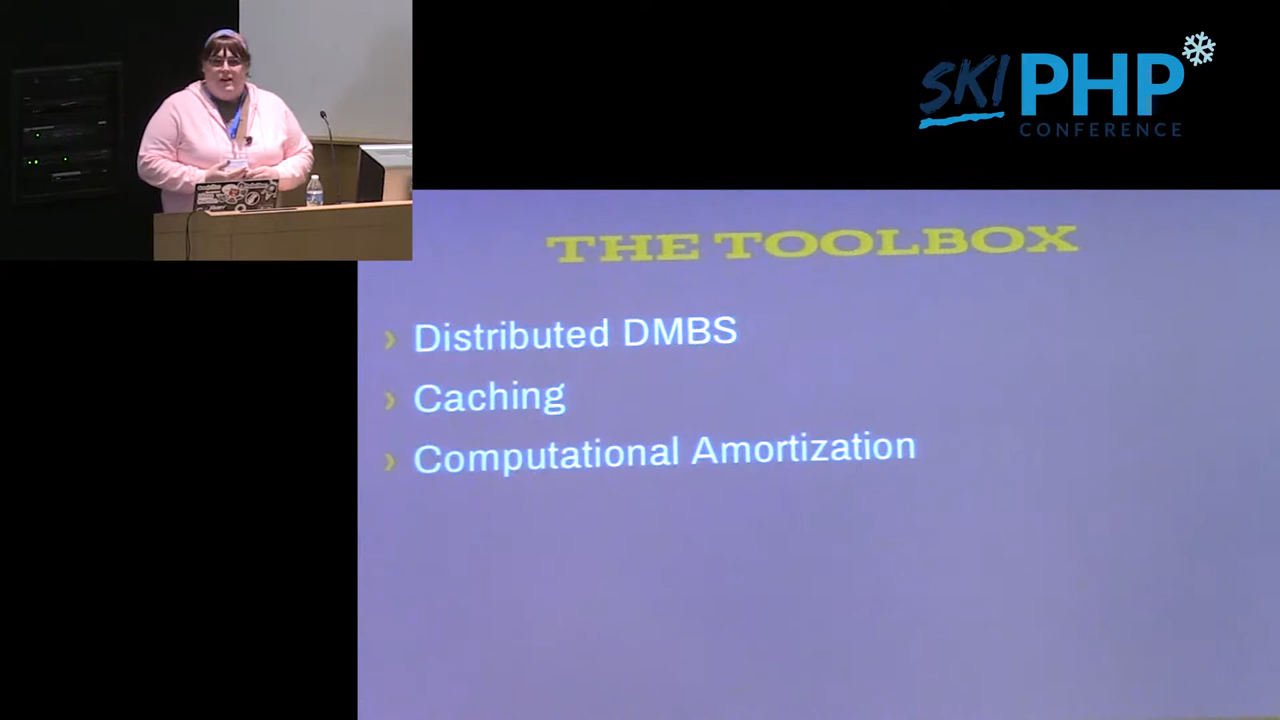 SKI PHP
CONFERENCE
THE TOOLBOX
› Distributed DMBS
› Caching
› Computational Amortization